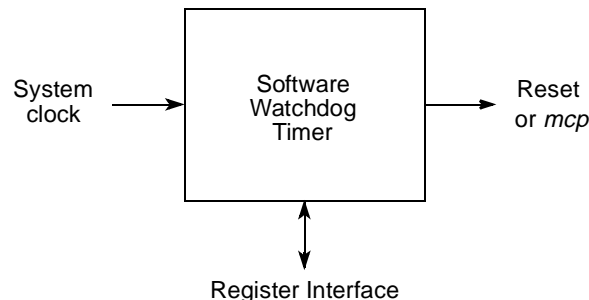 System
clock
Software
Watchdog
Timer
Reset
or mcp
Register Interface